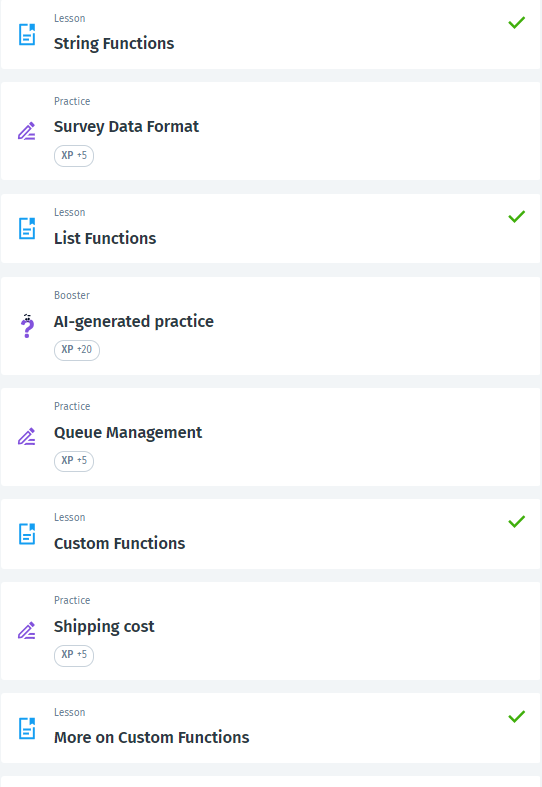 Lesson
String Functions
Practice
Survey Data Format
XP +5
Lesson
List Functions
Booster
AI-generated practice
XP +20
Practice
Queue Management
XP +5
Lesson
Custom Functions
Practice
Shipping cost
XP +5
Lesson
More on Custom Functions